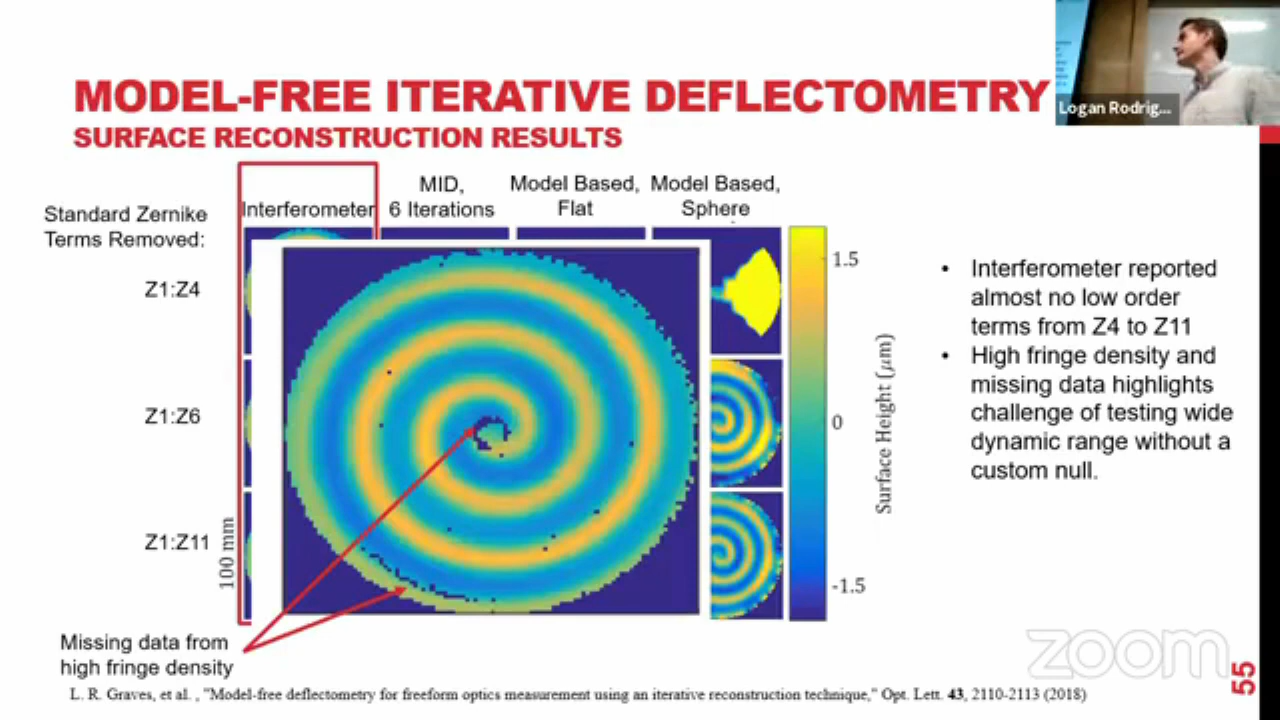 MODEL-FREE ITERATIVE DEFLECTOMETRY
Logan Rodrig...
SURFACE RECONSTRUCTION RESULTS
Standard Zernike
Terms Removed:
Interferometer
MID,
6 Iterations
Model Based,
Flat
Model Based,
Sphere
Z1:Z4
Z1:Z6
Z1:Z11
100 mm
1.5
0
-1.5
Surface Height (μm)
• Interferometer reported
almost no low order
terms from Z4 to Z11
• High fringe density and
missing data highlights
challenge of testing wide
dynamic range without a
custom null.
Missing data from
high fringe density
zoom
55
L. R. Graves, et al. , "Model-free deflectometry for freeform optics measurement using an iterative reconstruction technique," Opt. Lett. 43, 2110-2113 (2018)